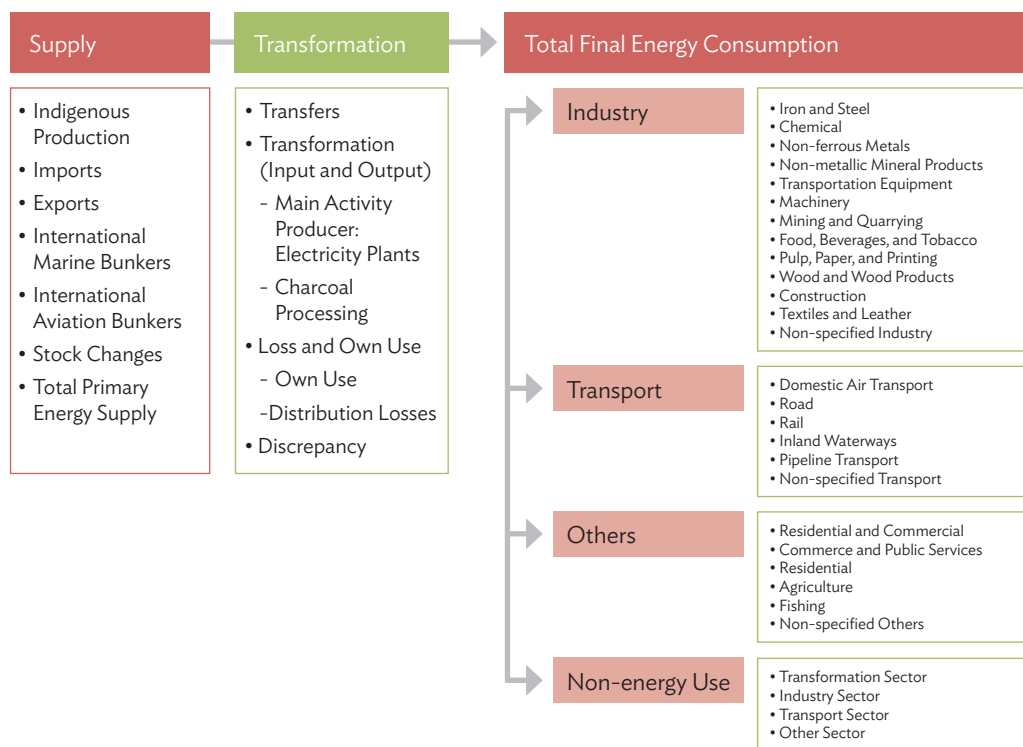 Supply
Transformation
Total Final Energy Consumption
• Indigenous
Production
• Imports
• Exports
• International
Marine Bunkers
• International
Aviation Bunkers
• Stock Changes
• Total Primary
Energy Supply
• Transfers
• Transformation
(Input and Output)
- Main Activity
Producer:
Electricity Plants
- Charcoal
Processing
• Loss and Own Use
- Own Use
-Distribution Losses
• Discrepancy
Industry
• Iron and Steel
• Chemical
• Non-ferrous Metals
• Non-metallic Mineral Products
• Transportation Equipment
• Machinery
• Mining and Quarrying
• Food, Beverages, and Tobacco
• Pulp, Paper, and Printing
• Wood and Wood Products
• Construction
• Textiles and Leather
• Non-specified Industry
Transport
• Domestic Air Transport
• Road
• Rail
• Inland Waterways
• Pipeline Transport
• Non-specified Transport
Others
• Residential and Commercial
• Commerce and Public Services
• Residential
• Agriculture
• Fishing
• Non-specified Others
Non-energy Use
• Transformation Sector
• Industry Sector
• Transport Sector
• Other Sector